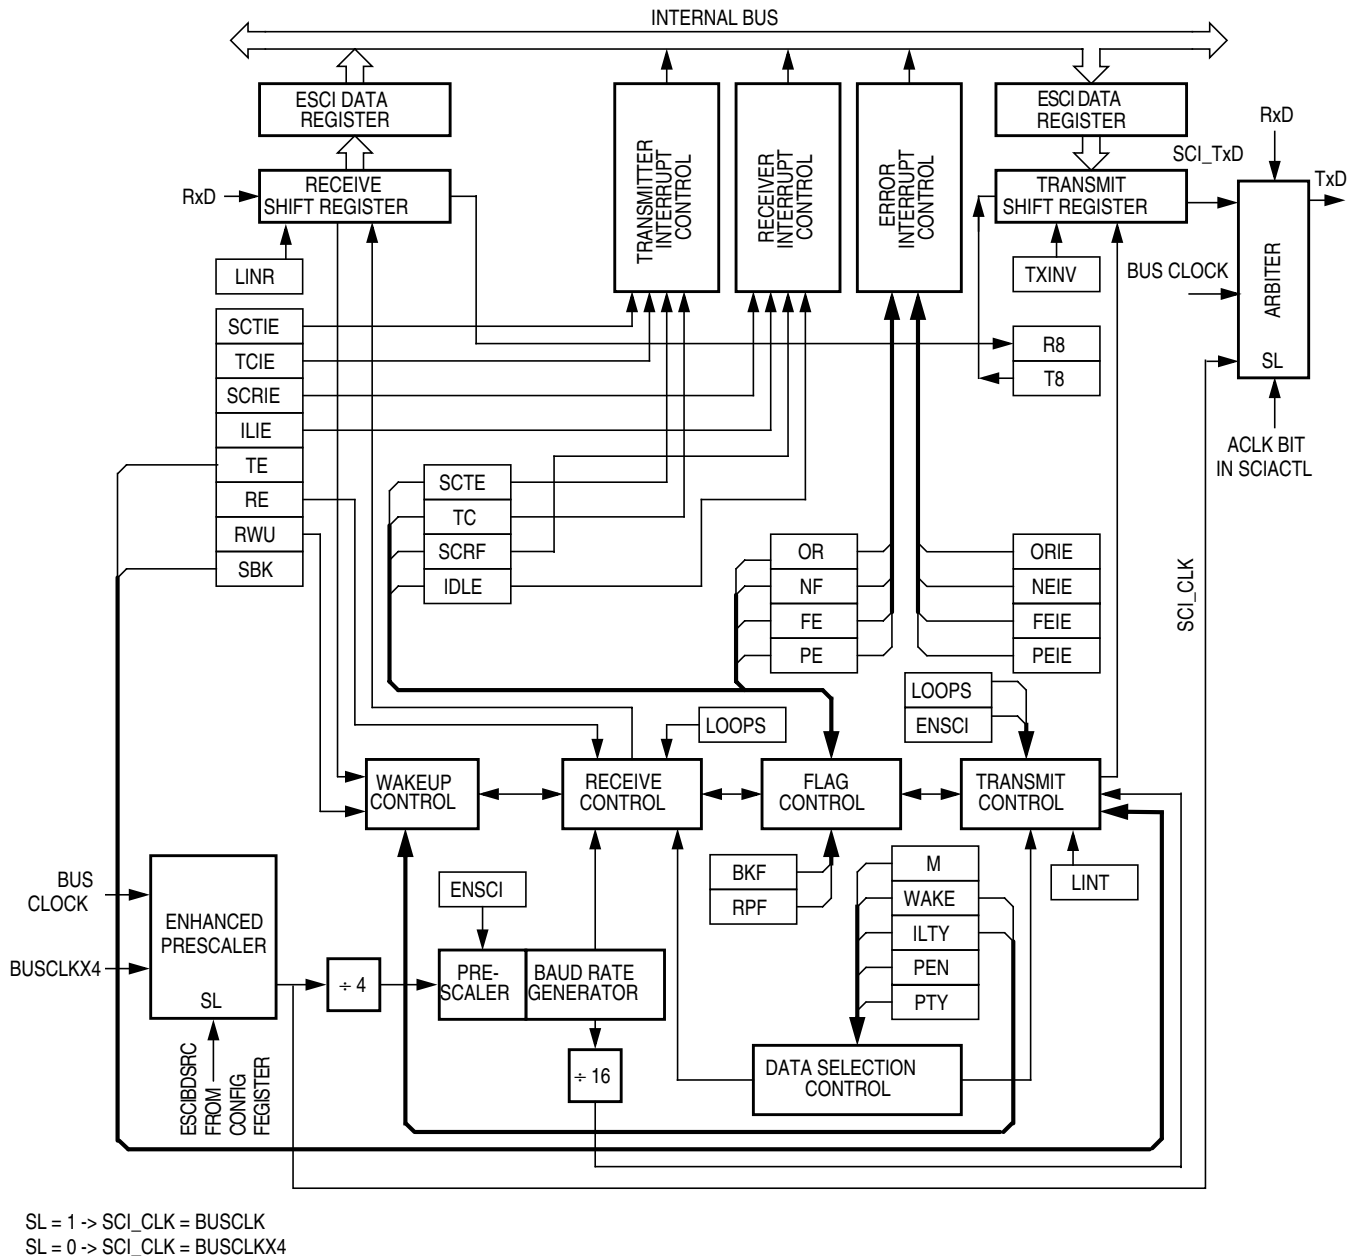 INTERNAL BUS
ESCI DATA
REGISTER
ESCI DATA
REGISTER
TRANSMITTER
INTERRUPT
CONTROL
RECEIVER
INTERRUPT
CONTROL
ERROR
INTERRUPT
CONTROL
RxD
SCI_TxD
TxD
RxD
RECEIVE
SHIFT REGISTER
TRANSMIT
SHIFT REGISTER
LINR
TXINV
BUS CLOCK
ARBITER
SL
SCTIE
TCIE
SCRIE
ILIE
TE
RE
RWU
SBK
R8
T8
ACLK BIT
IN SCIACTL
SCTE
TC
SCRF
IDLE
OR
NF
FE
PE
ORIE
NEIE
FEIE
PEIE
SCI_CLK
LOOPS
LOOPS
ENSCI
WAKEUP
CONTROL
RECEIVE
CONTROL
FLAG
CONTROL
TRANSMIT
CONTROL
BKF
RPF
M
WAKE
ILTY
PEN
PTY
LINT
BUS
CLOCK
BUSCLKX4
ENHANCED
PRESCALER
SL
ENSCI
÷ 4
PRE-
SCALER
BAUD RATE
GENERATOR
÷ 16
DATA SELECTION
CONTROL
ESCIBDSRC
FROM
CONFIG
FEGISTER
SL = 1 -> SCI_CLK = BUSCLK
SL = 0 -> SCI_CLK = BUSCLKX4